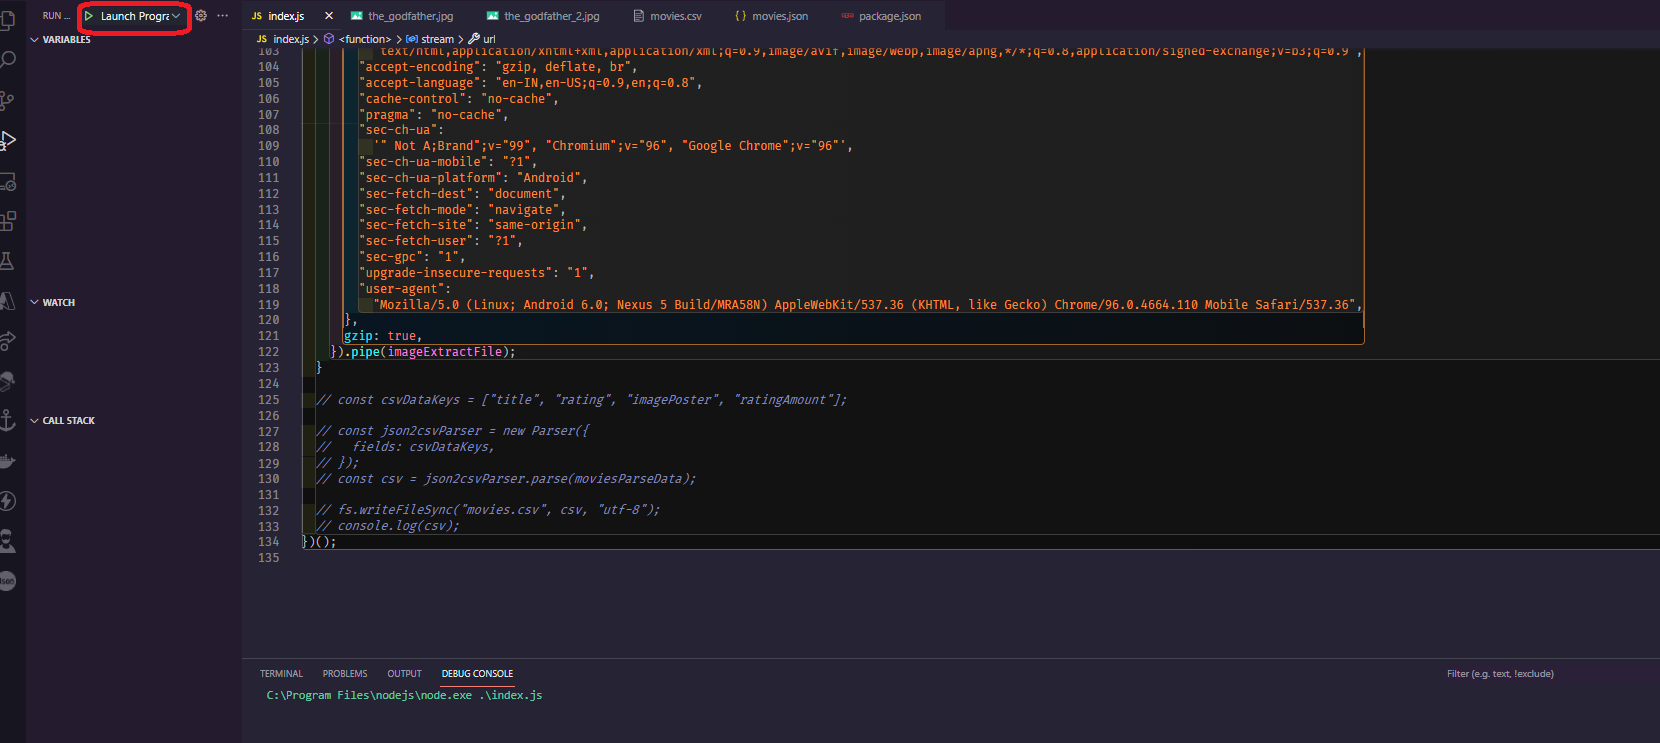 RUN ...
Launch Progra
JS index.js
the_godfather.jpg
the_godfather_2.jpg
movies.csv
{ } movies.json
package.json
VARIABLES
JS index.js > <function> > stream > url
103 text/html,application/xhtml+xml,application/xml;q=0.9,image/avif,image/webp,image/apng,*/*;q=0.8,application/signed-exchange;v=b3;q=0.9",
104 "accept-encoding": "gzip, deflate, br",
105 "accept-language": "en-IN,en-US;q=0.9,en;q=0.8",
106 "cache-control": "no-cache",
107 "pragma": "no-cache",
108 "sec-ch-ua":
109 '" Not A;Brand";v="99", "Chromium";v="96", "Google Chrome";v="96"',
110 "sec-ch-ua-mobile": "?1",
111 "sec-ch-ua-platform": "Android",
112 "sec-fetch-dest": "document",
113 "sec-fetch-mode": "navigate",
114 "sec-fetch-site": "same-origin",
115 "sec-fetch-user": "?1",
116 "sec-gpc": "1",
117 "upgrade-insecure-requests": "1",
118 "user-agent":
119 "Mozilla/5.0 (Linux; Android 6.0; Nexus 5 Build/MRA58N) AppleWebKit/537.36 (KHTML, like Gecko) Chrome/96.0.4664.110 Mobile Safari/537.36",
120 },
121 gzip: true,
122 }).pipe(imageExtractFile);
123 }
124
125 // const csvDataKeys = ["title", "rating", "imagePoster", "ratingAmount"];
126
127 // const json2csvParser = new Parser({
128 //   fields: csvDataKeys,
129 // });
130 // const csv = json2csvParser.parse(moviesParseData);
131
132 // fs.writeFileSync("movies.csv", csv, "utf-8");
133 // console.log(csv);
134 })();
135
WATCH
CALL STACK
TERMINAL
PROBLEMS
OUTPUT
DEBUG CONSOLE
Filter (e.g. text, !exclude)
C:\Program Files\nodejs\node.exe .\index.js